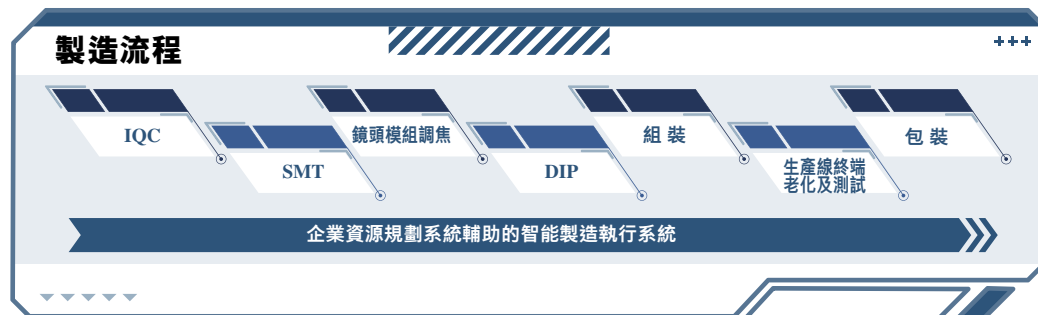 製造流程
IQC
SMT
鏡頭模組調焦
DIP
組裝
生產線終端
老化及測試
包裝
企業資源規劃系統輔助的智能製造執行系統